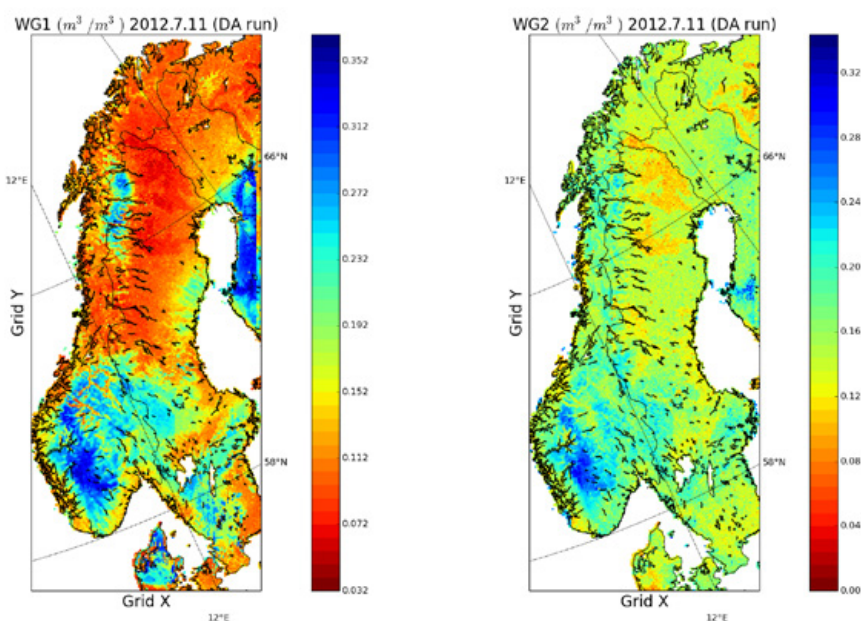 WG1 (m³/m³) 2012.7.11 (DA run)
12°E
66°N
58°N
12°E
Grid Y
Grid X
0.352
0.312
0.272
0.232
0.192
0.152
0.112
0.072
0.032
WG2 (m³/m³) 2012.7.11 (DA run)
12°E
66°N
58°N
12°E
Grid Y
Grid X
0.32
0.28
0.24
0.20
0.16
0.12
0.08
0.04
0.00